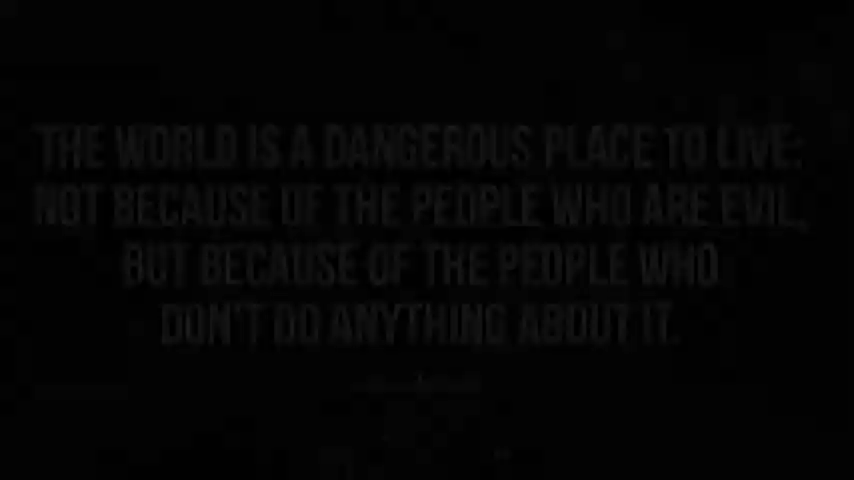 THE WORLD IS A DANGEROUS PLACE TO LIVE;
NOT BECAUSE OF THE PEOPLE WHO ARE EVIL,
BUT BECAUSE OF THE PEOPLE WHO
DON'T DO ANYTHING ABOUT IT.